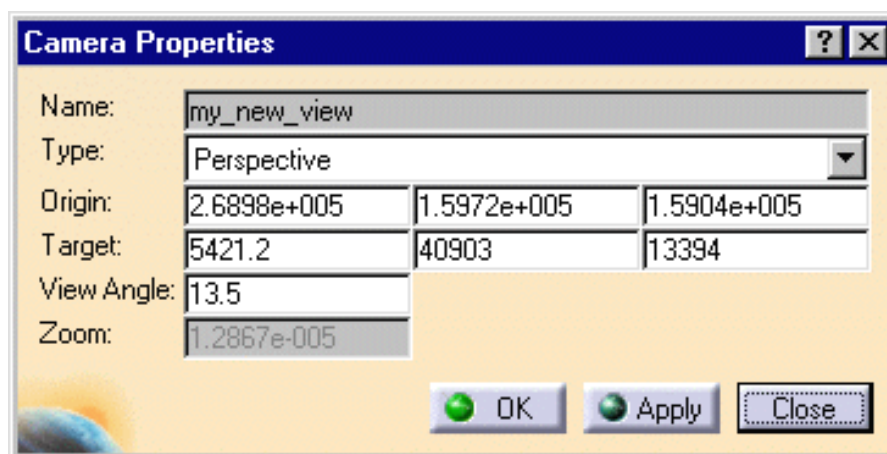 Camera Properties
Name: my_new_view
Type: Perspective
Origin: 2.6898e+005 1.5972e+005 1.5904e+005
Target: 5421.2 40903 13394
View Angle: 13.5
Zoom: 1.2867e-005
OK Apply Close